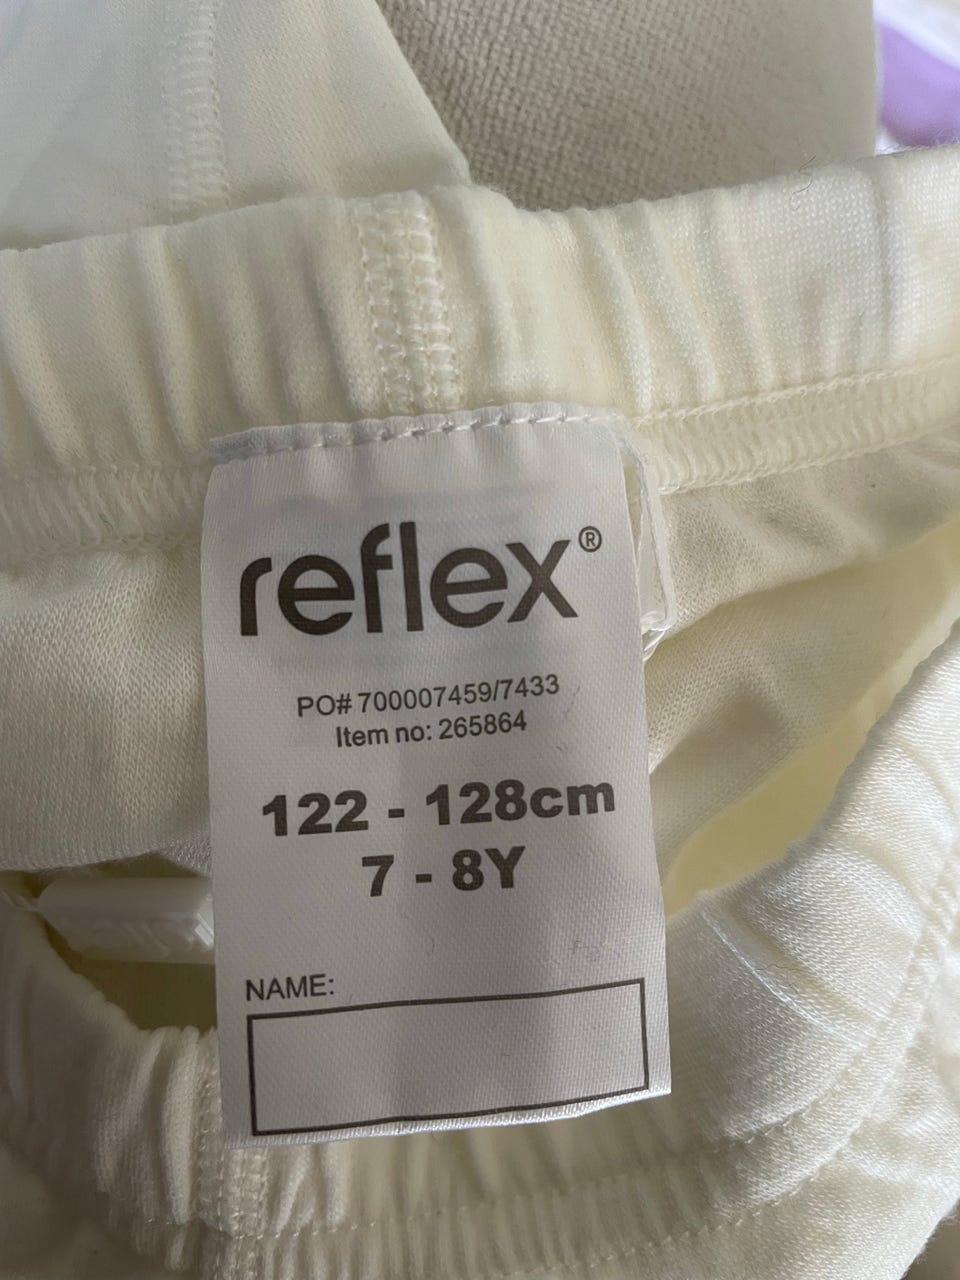 reflex®
PO# 700007459/7433
Item no: 265864
122 - 128cm
7 - 8Y
NAME: